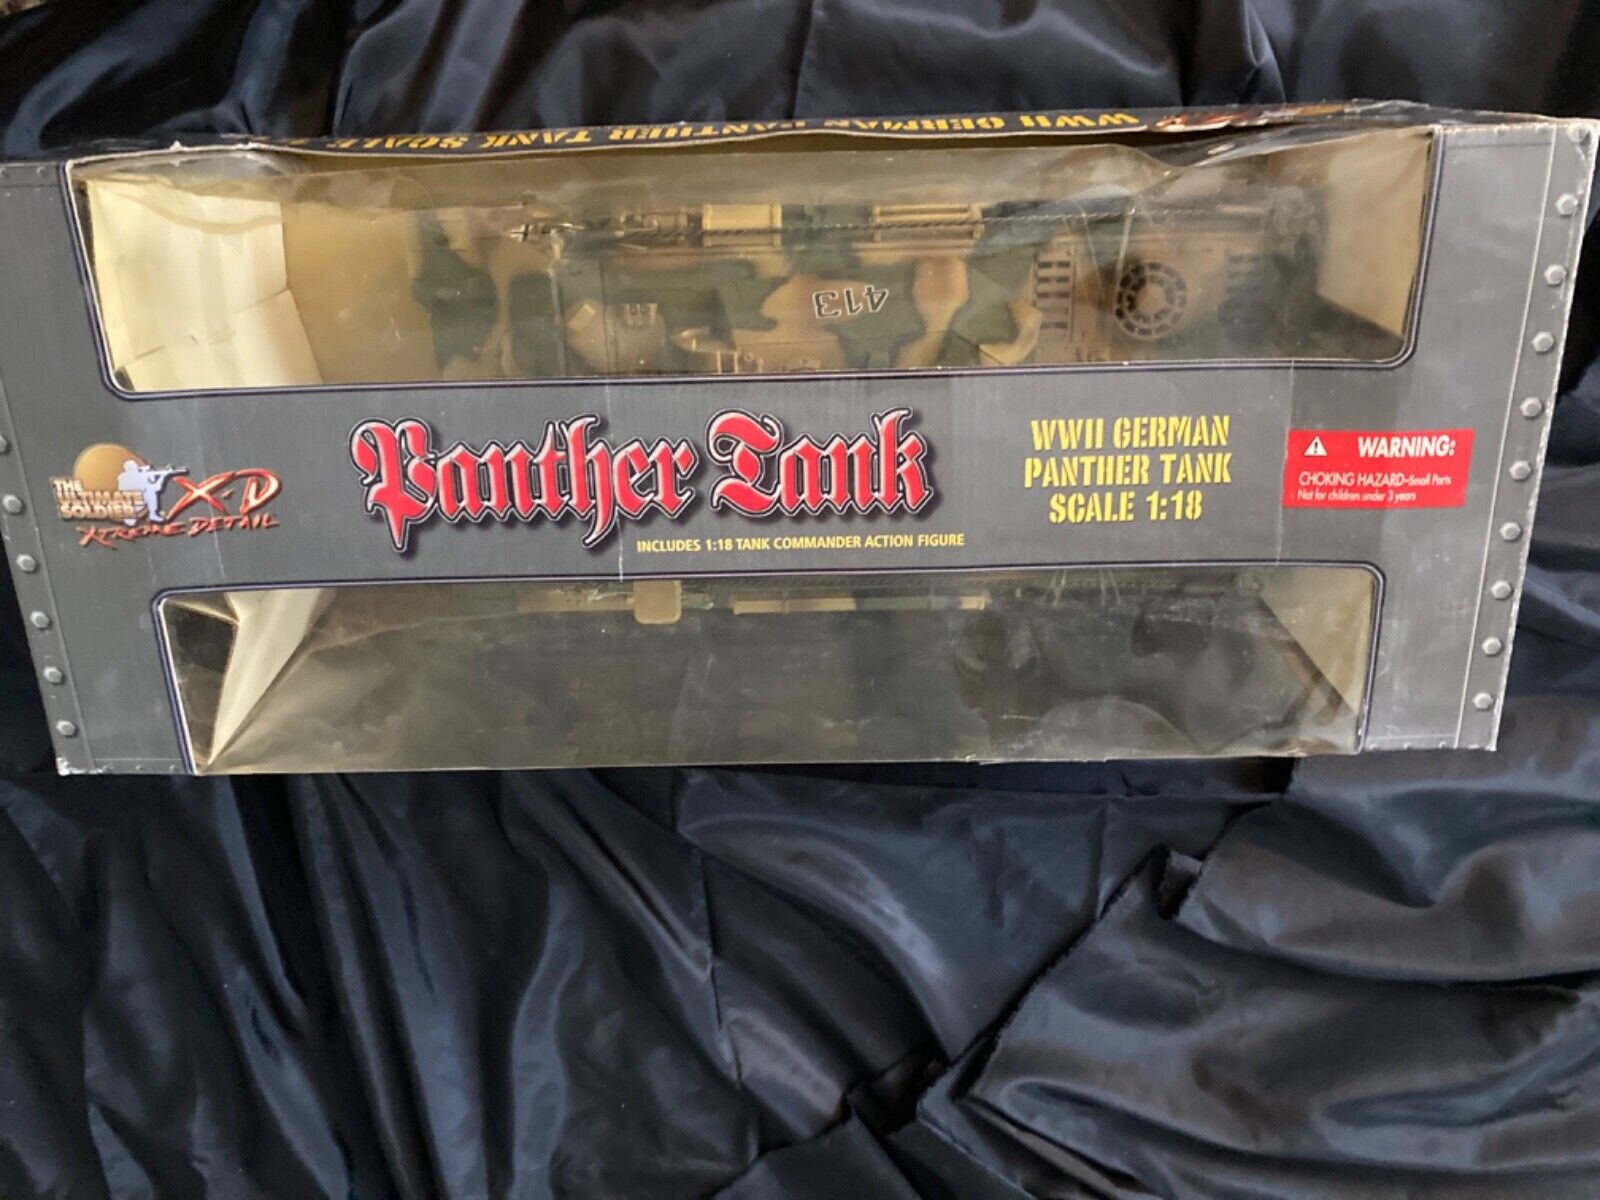 WWII GERMAN PANTHER TANK SCALE
413
THE
ULTIMATE
SOLDIER
X-D
XTREME DETAIL
Panther Tank
INCLUDES 1:18 TANK COMMANDER ACTION FIGURE
WWII GERMAN
PANTHER TANK
SCALE 1:18
WARNING:
CHOKING HAZARD-Small Parts
Not for children under 3 years